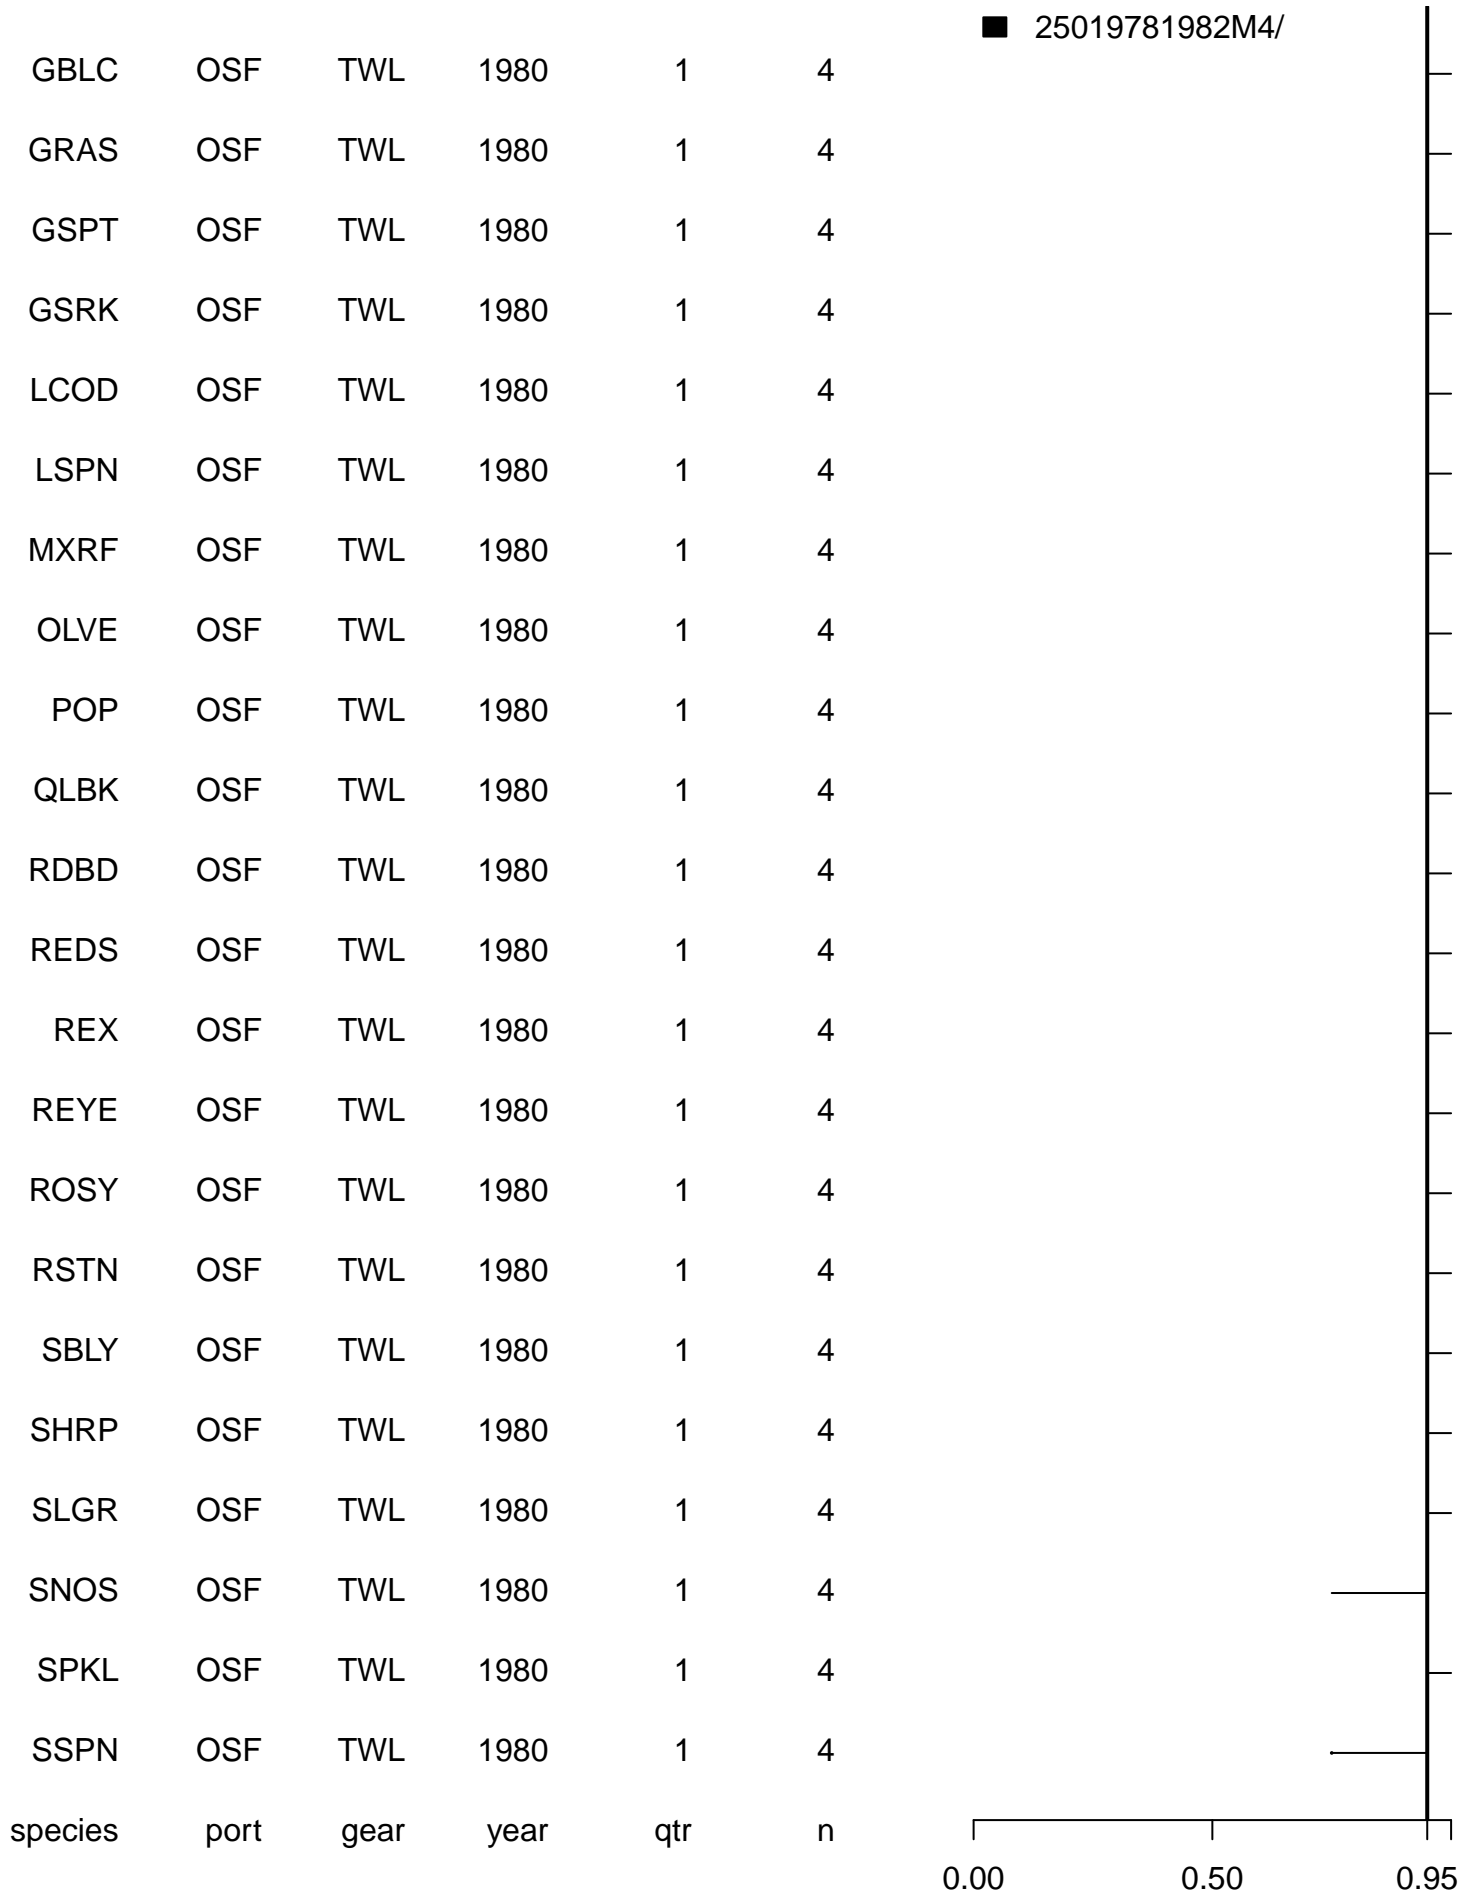 25019781982M4/
GBLC OSF TWL 1980 1 4
GRAS OSF TWL 1980 1 4
GSPT OSF TWL 1980 1 4
GSRK OSF TWL 1980 1 4
LCOD OSF TWL 1980 1 4
LSPN OSF TWL 1980 1 4
MXRF OSF TWL 1980 1 4
OLVE OSF TWL 1980 1 4
POP OSF TWL 1980 1 4
QLBK OSF TWL 1980 1 4
RDBD OSF TWL 1980 1 4
REDS OSF TWL 1980 1 4
REX OSF TWL 1980 1 4
REYE OSF TWL 1980 1 4
ROSY OSF TWL 1980 1 4
RSTN OSF TWL 1980 1 4
SBLY OSF TWL 1980 1 4
SHRP OSF TWL 1980 1 4
SLGR OSF TWL 1980 1 4
SNOS OSF TWL 1980 1 4
SPKL OSF TWL 1980 1 4
SSPN OSF TWL 1980 1 4
species port gear year qtr n
0.00 0.50 0.95